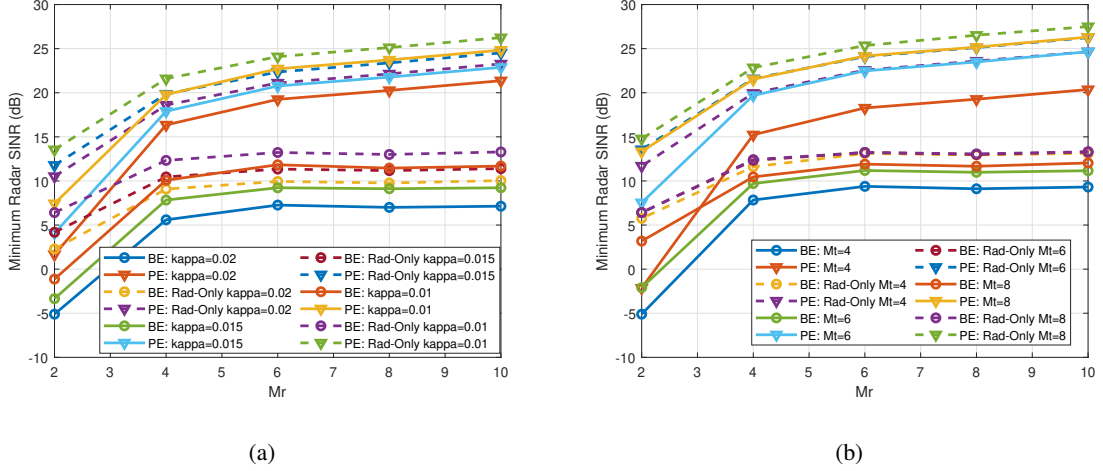 30
25
20
15
10
5
0
-5
-10
Minimum Radar SINR (dB)
BE: kappa=0.02
PE: kappa=0.02
BE: Rad-Only kappa=0.02
PE: Rad-Only kappa=0.02
BE: kappa=0.015
PE: kappa=0.015
BE: Rad-Only kappa=0.015
PE: Rad-Only kappa=0.015
BE: kappa=0.01
PE: kappa=0.01
BE: Rad-Only kappa=0.01
PE: Rad-Only kappa=0.01
2 3 4 5 6 7 8 9 10
Mr
(a)
30
25
20
15
10
5
0
-5
-10
Minimum Radar SINR (dB)
BE: Mt=4
PE: Mt=4
BE: Rad-Only Mt=4
PE: Rad-Only Mt=4
BE: Mt=6
PE: Mt=6
BE: Rad-Only Mt=6
PE: Rad-Only Mt=6
BE: Mt=8
PE: Mt=8
BE: Rad-Only Mt=8
PE: Rad-Only Mt=8
2 3 4 5 6 7 8 9 10
Mr
(b)